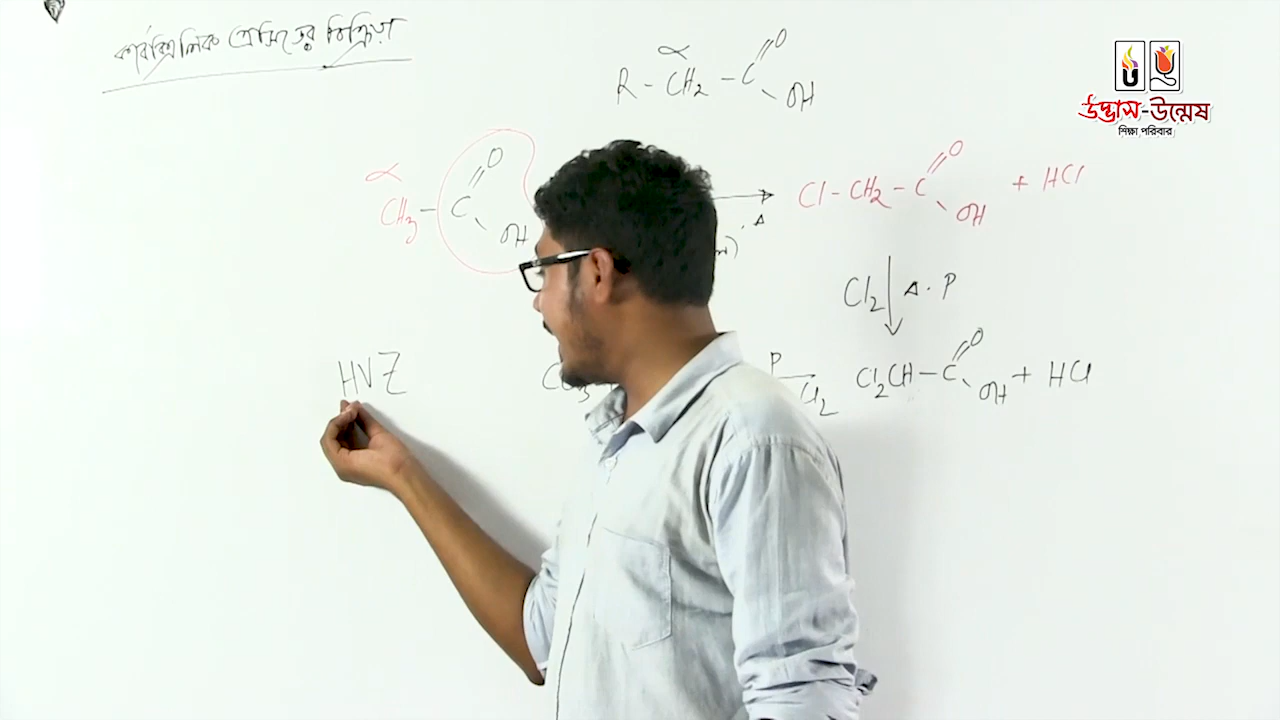 কার্বক্সিলিক এসিডের বিক্রিয়া
α O
R - CH2 - C
OH
উদ্ভাস-উন্মেষ
শিক্ষা পরিবার
α O
CH3 - C
OH
Δ
Cl - CH2 - C
O
OH
+ HCl
Cl2 Δ . P
HVZ
P
Cl2
Cl2CH - C
O
OH
+ HCl